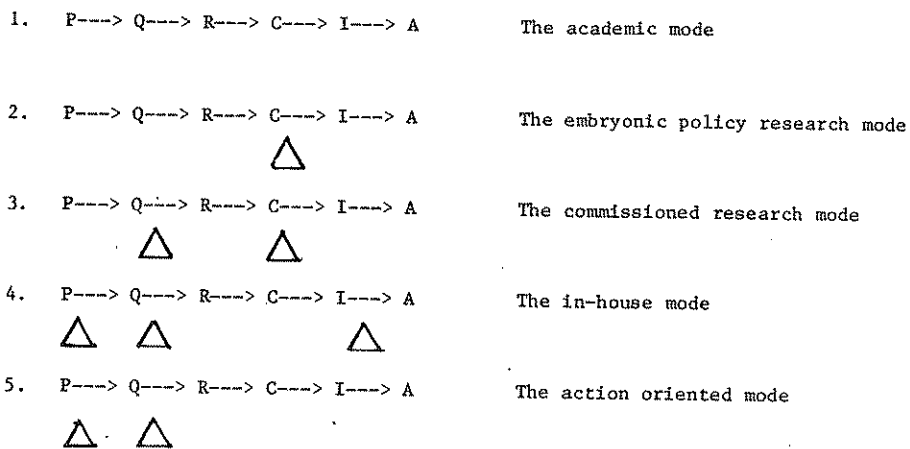 1. P---> Q---> R---> C---> I---> A The academic mode
2. P---> Q---> R---> C---> I---> A The embryonic policy research mode
3. P---> Q---> R---> C---> I---> A The commissioned research mode
4. P---> Q---> R---> C---> I---> A The in-house mode
5. P---> Q---> R---> C---> I---> A The action oriented mode